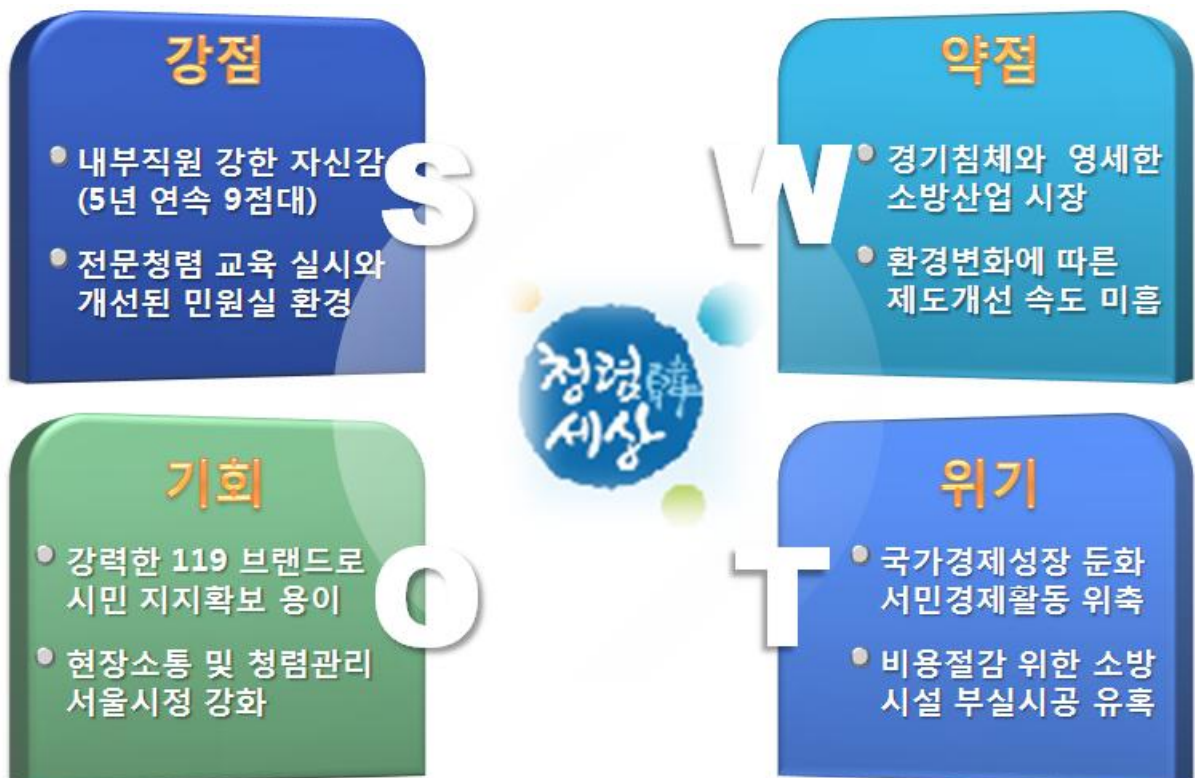 강점
내부직원 강한 자신감
(5년 연속 9점대)
전문청렴 교육 실시와
개선된 민원실 환경
S
약점
경기침체와 영세한
소방산업 시장
환경변화에 따른
제도개선 속도 미흡
W
청렴韓
세상
기회
강력한 119 브랜드로
시민 지지확보 용이
현장소통 및 청렴관리
서울시정 강화
O
위기
국가경제성장 둔화
서민경제활동 위축
비용절감 위한 소방
시설 부실시공 유혹
T